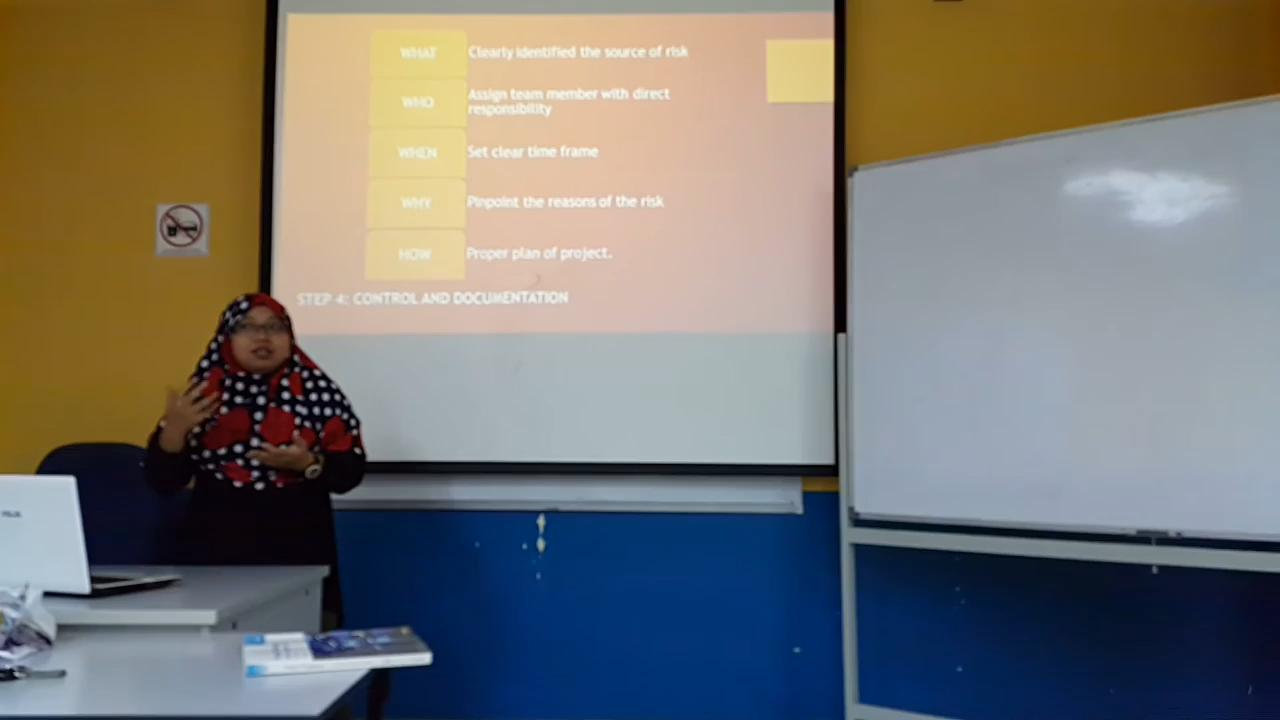 WHAT Clearly identified the source of risk
WHO Assign team member with direct
responsibility
WHEN Set clear time frame
WHY Pinpoint the reasons of the risk
HOW Proper plan of project.
STEP 4: CONTROL AND DOCUMENTATION